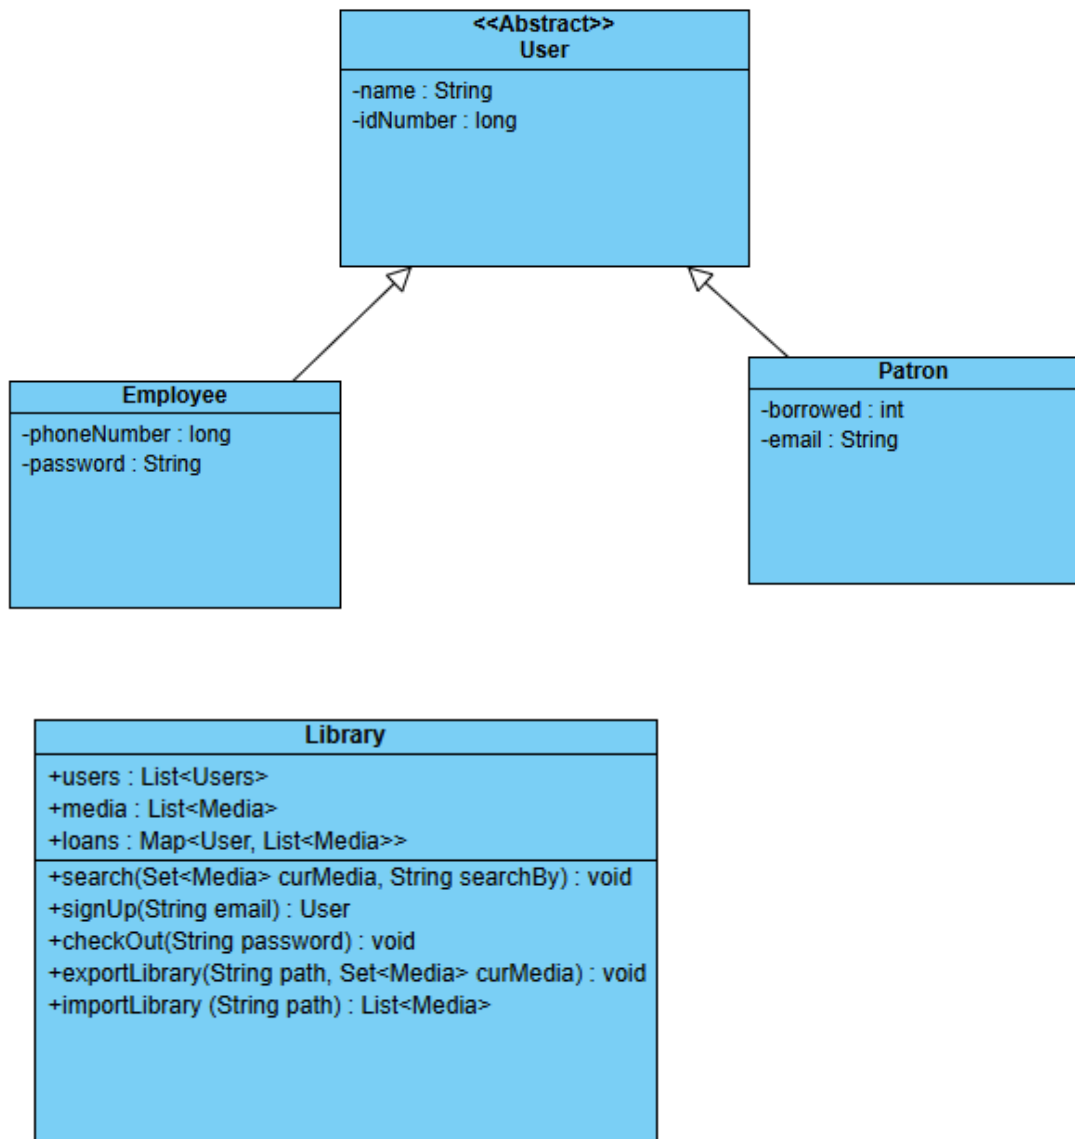 <<Abstract>>
User
-name : String
-idNumber : long
Employee
-phoneNumber : long
-password : String
Patron
-borrowed : int
-email : String
Library
+users : List<Users>
+media : List<Media>
+loans : Map<User, List<Media>>
+search(Set<Media> curMedia, String searchBy) : void
+signUp(String email) : User
+checkOut(String password) : void
+exportLibrary(String path, Set<Media> curMedia) : void
+importLibrary (String path) : List<Media>